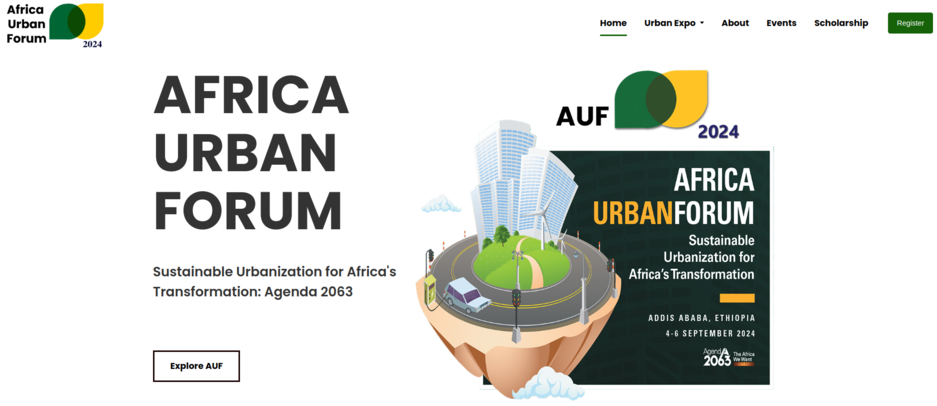 Africa
Urban
Forum
2024
Home
Urban Expo
About
Events
Scholarship
Register
AFRICA
URBAN
FORUM
Sustainable Urbanization for Africa's
Transformation: Agenda 2063
Explore AUF
AUF
2024
AFRICA
URBANFORUM
Sustainable
Urbanization for
Africa's Transformation
ADDIS ABABA, ETHIOPIA
4-6 SEPTEMBER 2024
Agenda
2063
The Africa
We Want